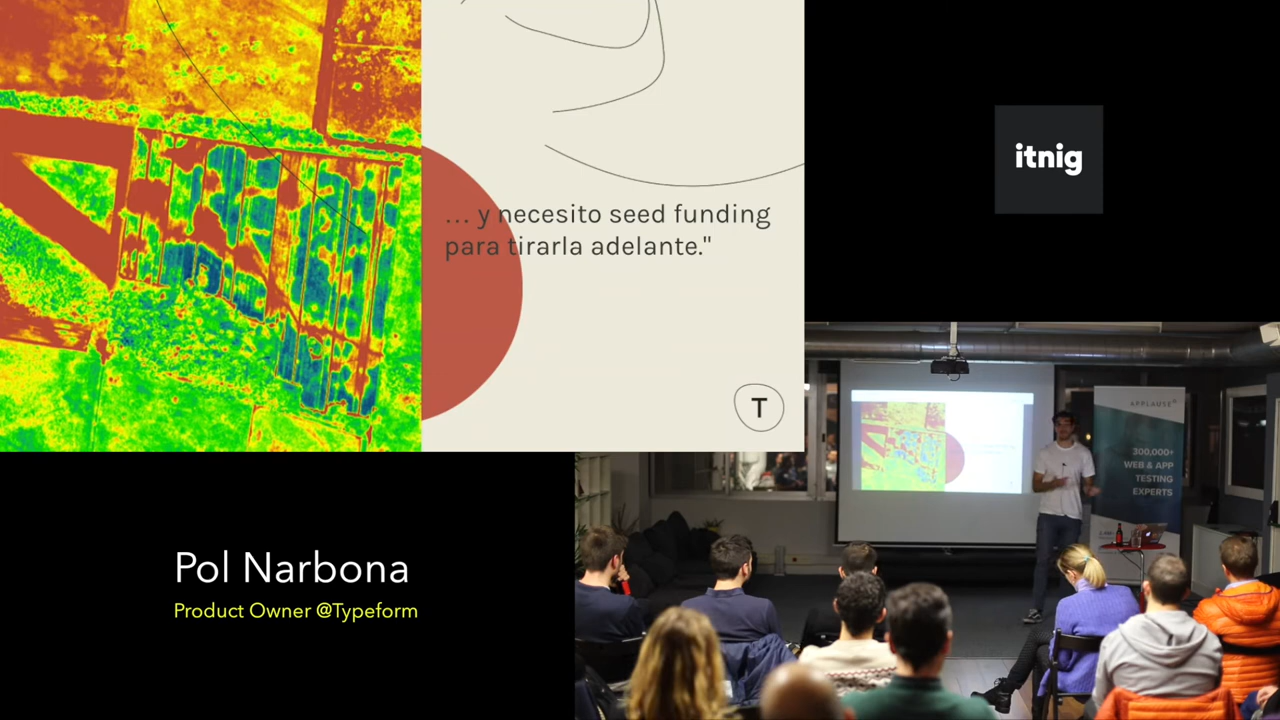 … y necesito seed funding
para tirarla adelante."
T
itnig
Pol Narbona
Product Owner @Typeform
APPLAUSE
300,000+
WEB & APP
TESTING
EXPERTS